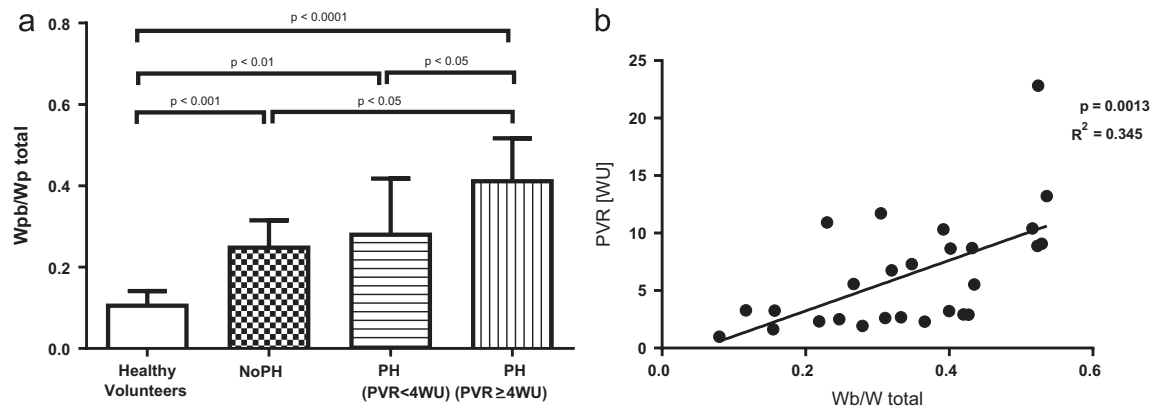 a
Wpb/Wp total
0.8
0.6
0.4
0.2
0.0
p < 0.0001
p < 0.01
p < 0.05
p < 0.001
p < 0.05
Healthy
Volunteers
NoPH
PH
(PVR<4WU)
PH
(PVR≥4WU)
b
PVR [WU]
25
20
15
10
5
0
p = 0.0013
R² = 0.345
0.0
0.2
0.4
0.6
Wb/W total